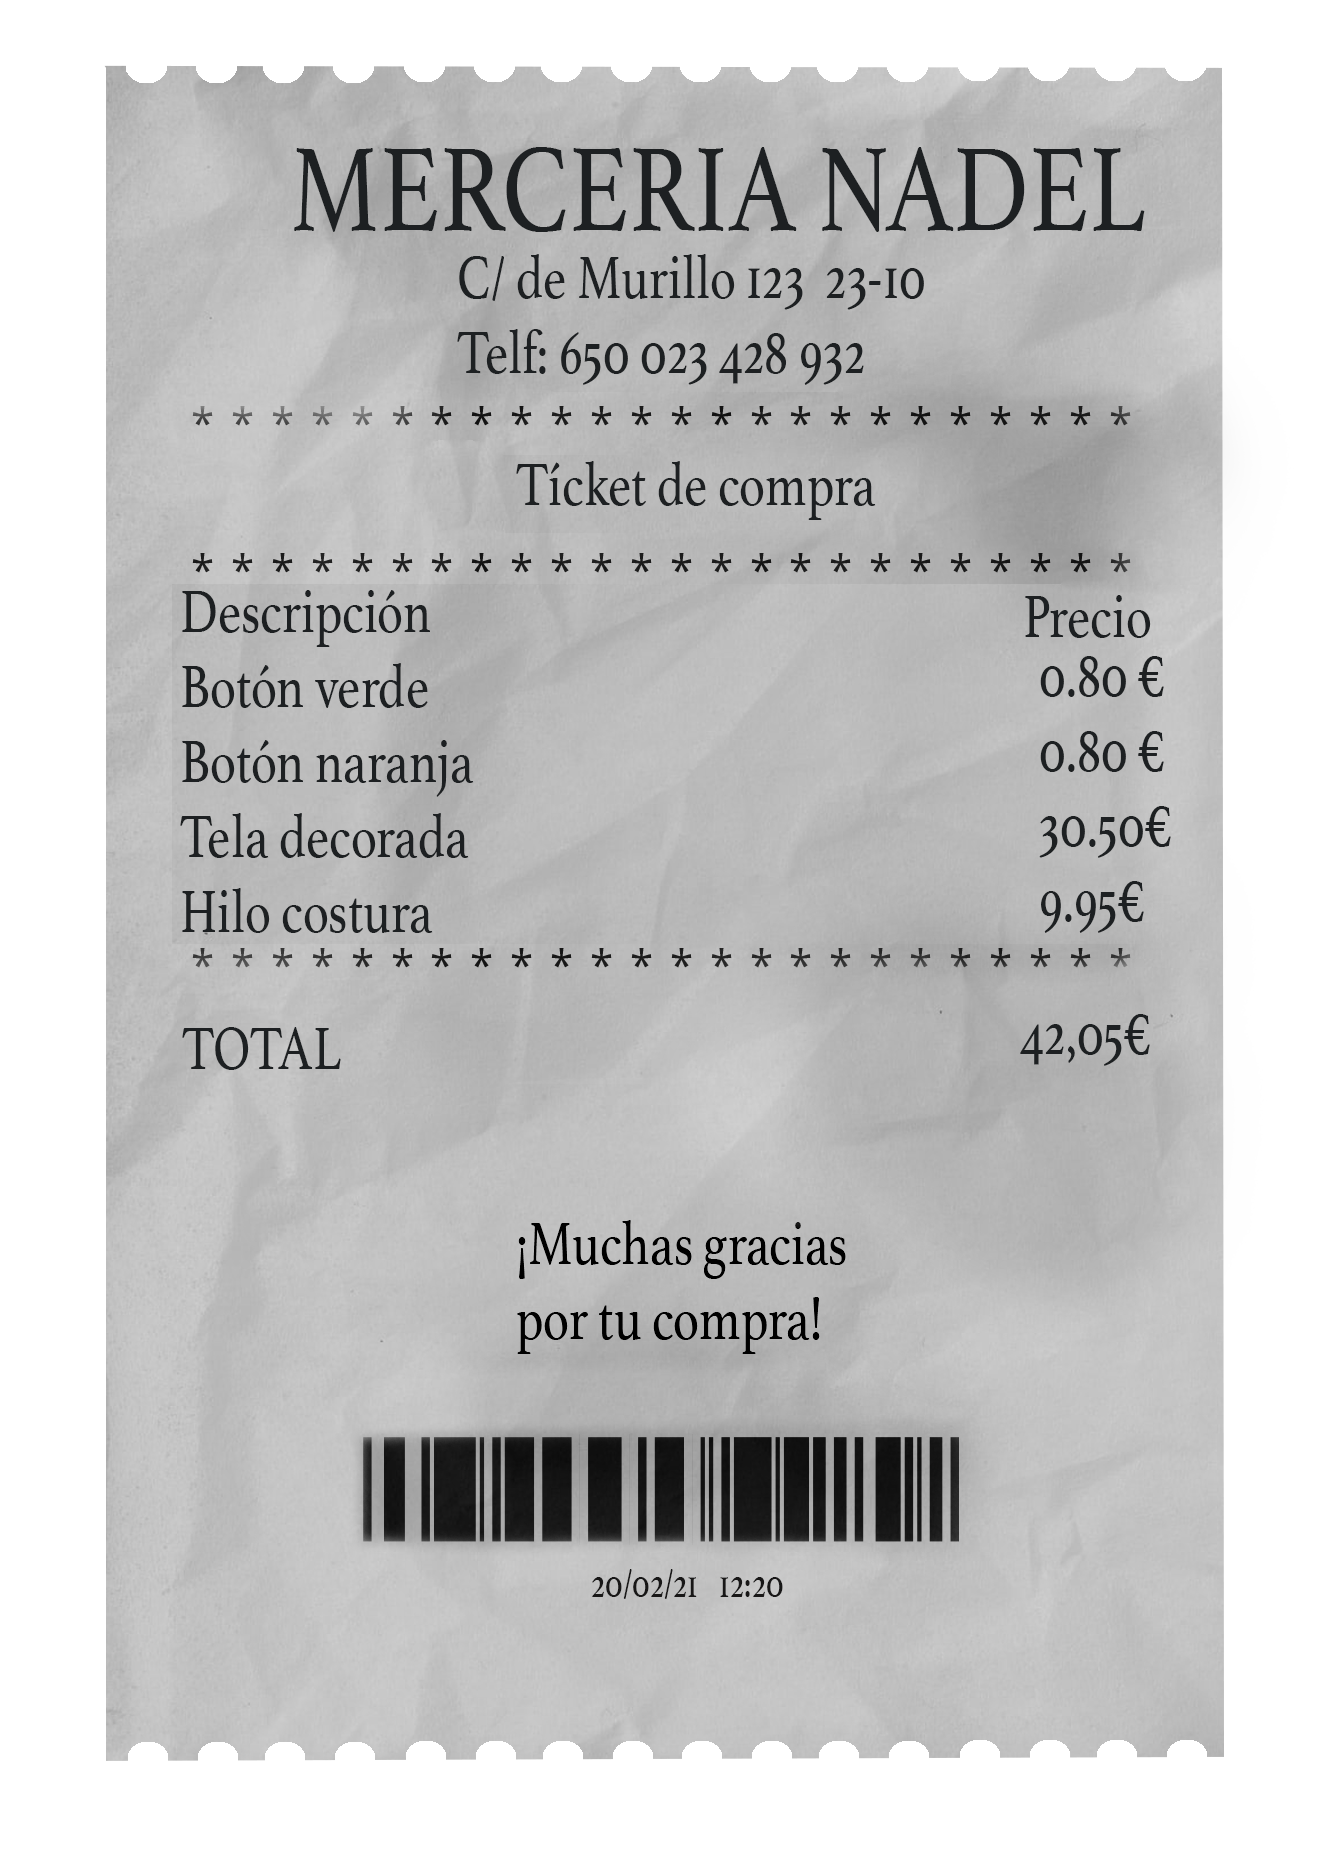 MERCERIA NADEL
C/ de Murillo 123 23-10
Telf: 650 023 428 932
* * * * * * * * * * * * * * * * * * * * * * * *
Tícket de compra
* * * * * * * * * * * * * * * * * * * * * * * *
Descripción Precio
Botón verde 0.80 €
Botón naranja 0.80 €
Tela decorada 30.50€
Hilo costura 9.95€
* * * * * * * * * * * * * * * * * * * * * * * *
TOTAL 42,05€
¡Muchas gracias
por tu compra!
20/02/21 12:20